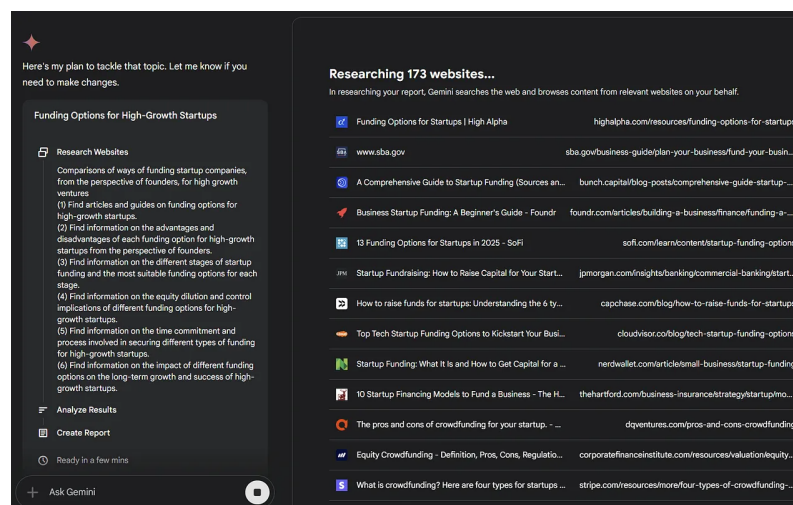 Here's my plan to tackle that topic. Let me know if you
need to make changes.
Funding Options for High-Growth Startups
Research Websites
Comparisons of ways of funding startup companies,
from the perspective of founders, for high growth
ventures
(1) Find articles and guides on funding options for
high-growth startups.
(2) Find information on the advantages and
disadvantages of each funding option for high-growth
startups from the perspective of founders.
(3) Find information on the different stages of startup
funding and the most suitable funding options for each
stage.
(4) Find information on the equity dilution and control
implications of different funding options for high-
growth startups.
(5) Find information on the time commitment and
process involved in securing different types of funding
for high-growth startups.
(6) Find information on the impact of different funding
options on the long-term growth and success of high-
growth startups.
Analyze Results
Create Report
Ready in a few mins
Ask Gemini
Researching 173 websites...
In researching your report, Gemini searches the web and browses content from relevant websites on your behalf.
Funding Options for Startups | High Alpha highalpha.com/resources/funding-options-for-startups
SBA www.sba.gov sba.gov/business-guide/plan-your-business/fund-your-busin...
A Comprehensive Guide to Startup Funding (Sources an... bunch.capital/blog-posts/comprehensive-guide-startup-...
Business Startup Funding: A Beginner's Guide - Foundr foundr.com/articles/building-a-business/finance/funding-a-...
13 Funding Options for Startups in 2025 - SoFi sofi.com/learn/content/startup-funding-options
JPM Startup Fundraising: How to Raise Capital for Your Start... jpmorgan.com/insights/banking/commercial-banking/start...
How to raise funds for startups: Understanding the 6 ty... capchase.com/blog/how-to-raise-funds-for-startups
Top Tech Startup Funding Options to Kickstart Your Busi... cloudvisor.co/blog/tech-startup-funding-options
N Startup Funding: What It Is and How to Get Capital for a ... nerdwallet.com/article/small-business/startup-funding
10 Startup Financing Models to Fund a Business - The H... thehartford.com/business-insurance/strategy/startup/mo...
The pros and cons of crowdfunding for your startup. - ... dqventures.com/pros-and-cons-crowdfunding
Equity Crowdfunding - Definition, Pros, Cons, Regulatio... corporatefinanceinstitute.com/resources/valuation/equity...
S What is crowdfunding? Here are four types for startups ... stripe.com/resources/more/four-types-of-crowdfunding-...